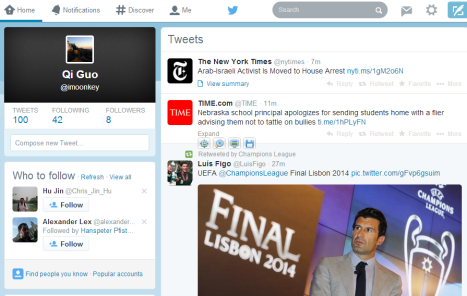 Home Notifications Discover Me Search
Qi Guo
@imoonkey
TWEETS FOLLOWING FOLLOWERS
100 42 8
Compose new Tweet...
Who to follow · Refresh · View all
Hu Jin @Chris_Jin_Hu
Follow
Alexander Lex @alexander...
Followed by Hanspeter Pfist...
Follow
Find people you know · Popular accounts
Tweets
The New York Times @nytimes · 7m
Arab-Israeli Activist Is Moved to House Arrest nyti.ms/1gM2o6N
View summary Reply Retweet Favorite More
TIME
TIME.com @TIME · 11m
Nebraska school principal apologizes for sending students home with a flier
advising them not to tattle on bullies ti.me/1hPLyFN
Expand Reply Retweet Favorite More
Retweeted by Champions League
Luís Figo @LuisFigo · 27m
UEFA @ChampionsLeague Final Lisbon 2014 pic.twitter.com/gFvp6gsuim
FINAL
LISBON 2014
CHAMPIONS
LEAGUE